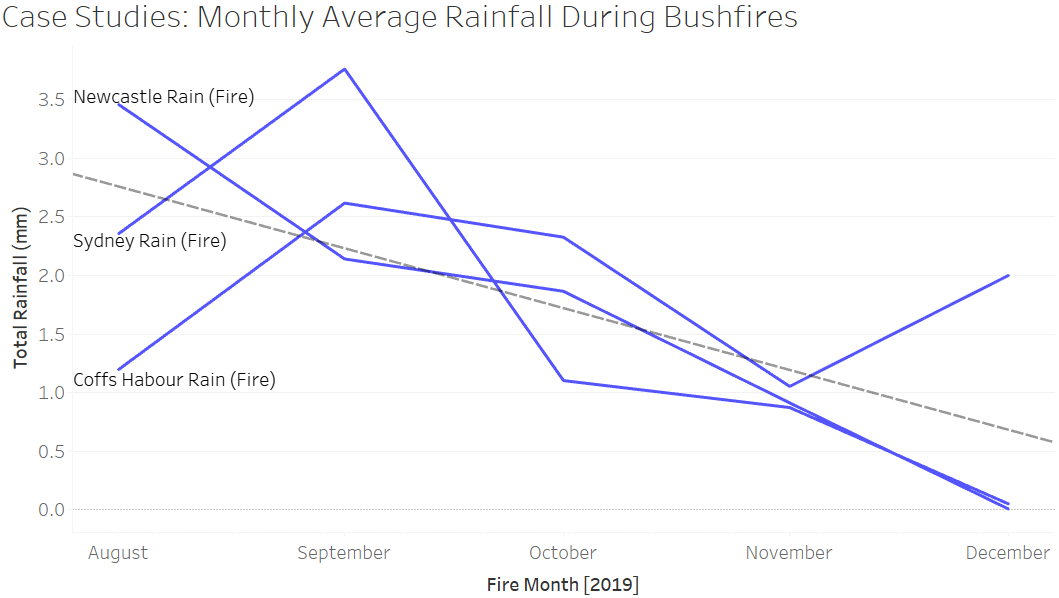 Case Studies: Monthly Average Rainfall During Bushfires
Total Rainfall (mm)
3.5
3.0
2.5
2.0
1.5
1.0
0.5
0.0
Newcastle Rain (Fire)
Sydney Rain (Fire)
Coffs Habour Rain (Fire)
August September October November December
Fire Month [2019]